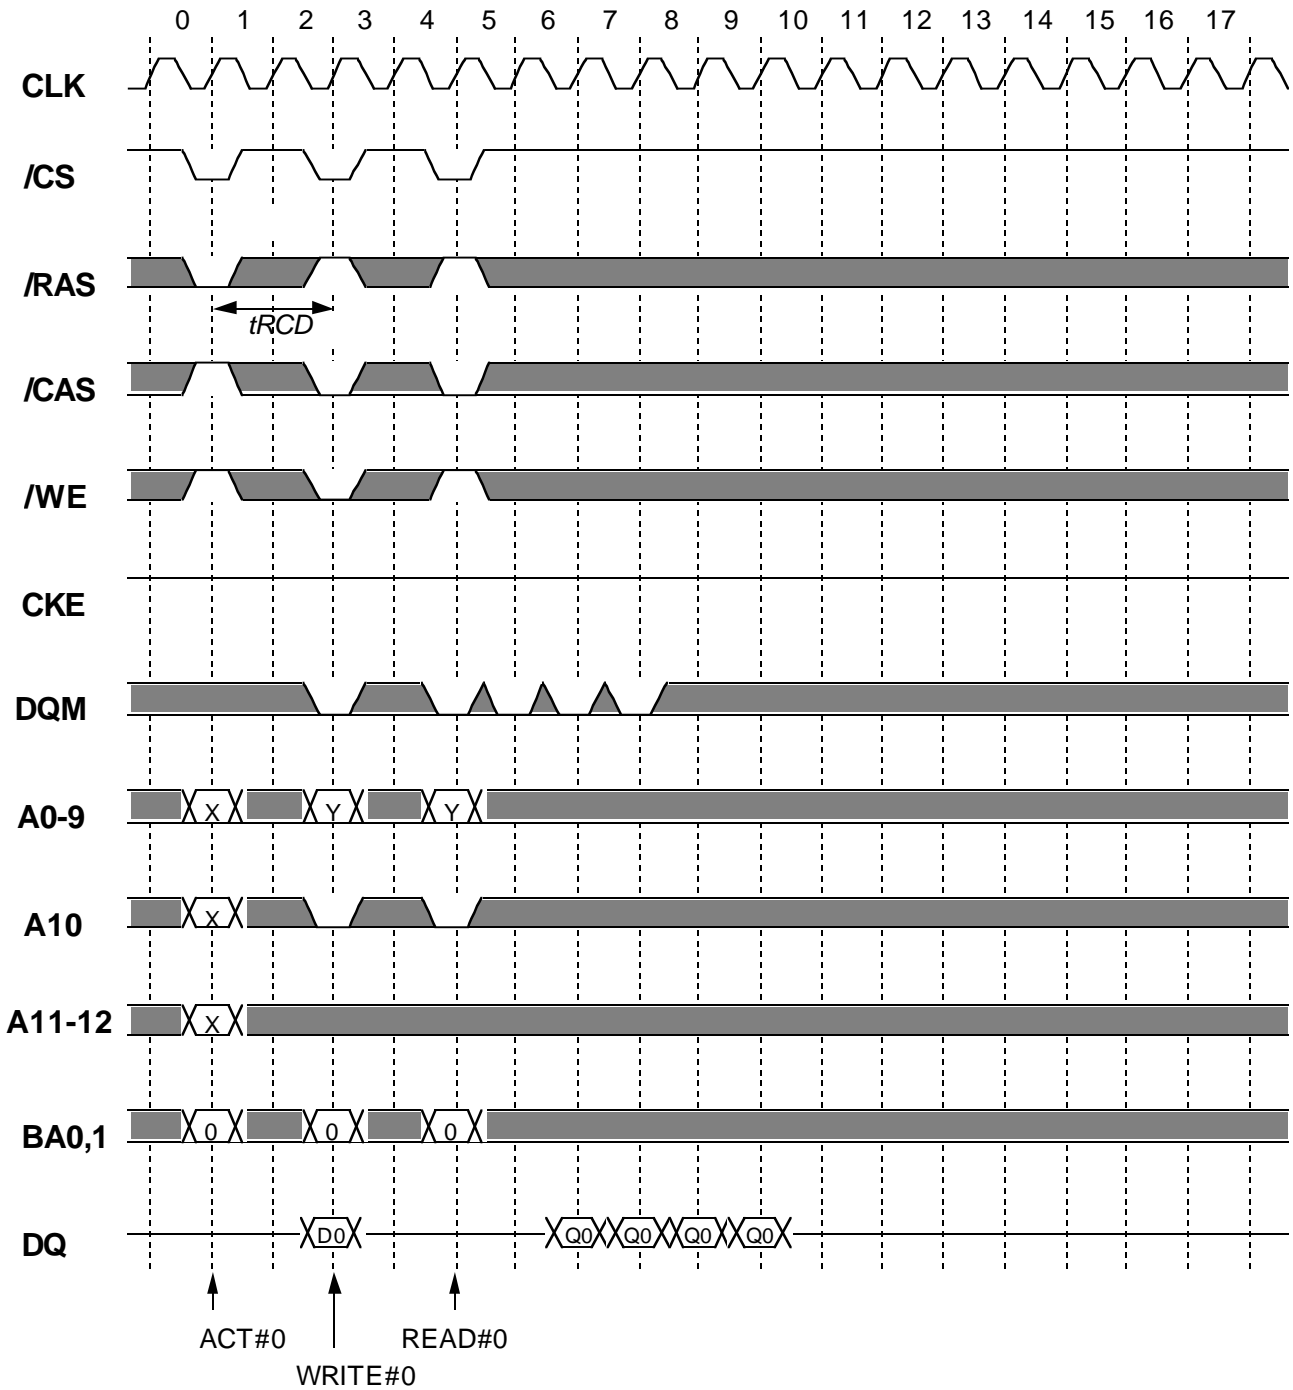 0 1 2 3 4 5 6 7 8 9 10 11 12 13 14 15 16 17
CLK
/CS
/RAS
tRCD
/CAS
/WE
CKE
DQM
A0-9 X Y Y
A10 X
A11-12 X
BA0,1 0 0 0
DQ D0 Q0 Q0 Q0 Q0
ACT#0 READ#0
WRITE#0